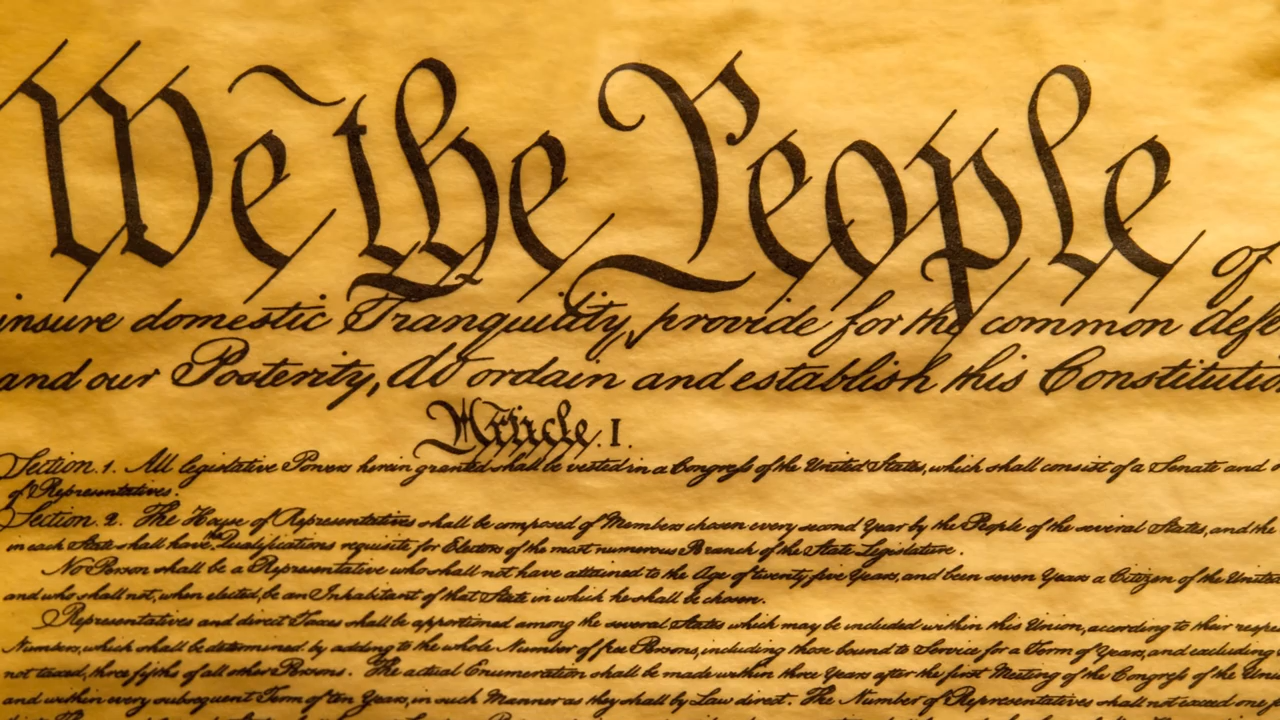 We the People of
insure domestic Tranquility, provide for the common defe
and our Posterity, do ordain and establish this Constitutio
Article. I.
Section. 1. All legislative Powers herein granted shall be vested in a Congress of the United States, which shall consist of a Senate and
of Representatives.
Section. 2. The House of Representatives shall be composed of Members chosen every second Year by the People of the several States, and the
in each State shall have the Qualifications requisite for Electors of the most numerous Branch of the State Legislature.
No Person shall be a Representative who shall not have attained to the Age of twenty five Years, and been seven Years a Citizen of the United
and who shall not, when elected, be an Inhabitant of that State in which he shall be chosen.
Representatives and direct Taxes shall be apportioned among the several States which may be included within this Union, according to their respe
Numbers, which shall be determined by adding to the whole Number of free Persons, including those bound to Service for a Term of Years, and excluding
not taxed, three fifths of all other Persons. The actual Enumeration shall be made within three Years after the first Meeting of the Congress of the Uni
and within every subsequent Term of ten Years, in such Manner as they shall by Law direct. The Number of Representatives shall not exceed one f